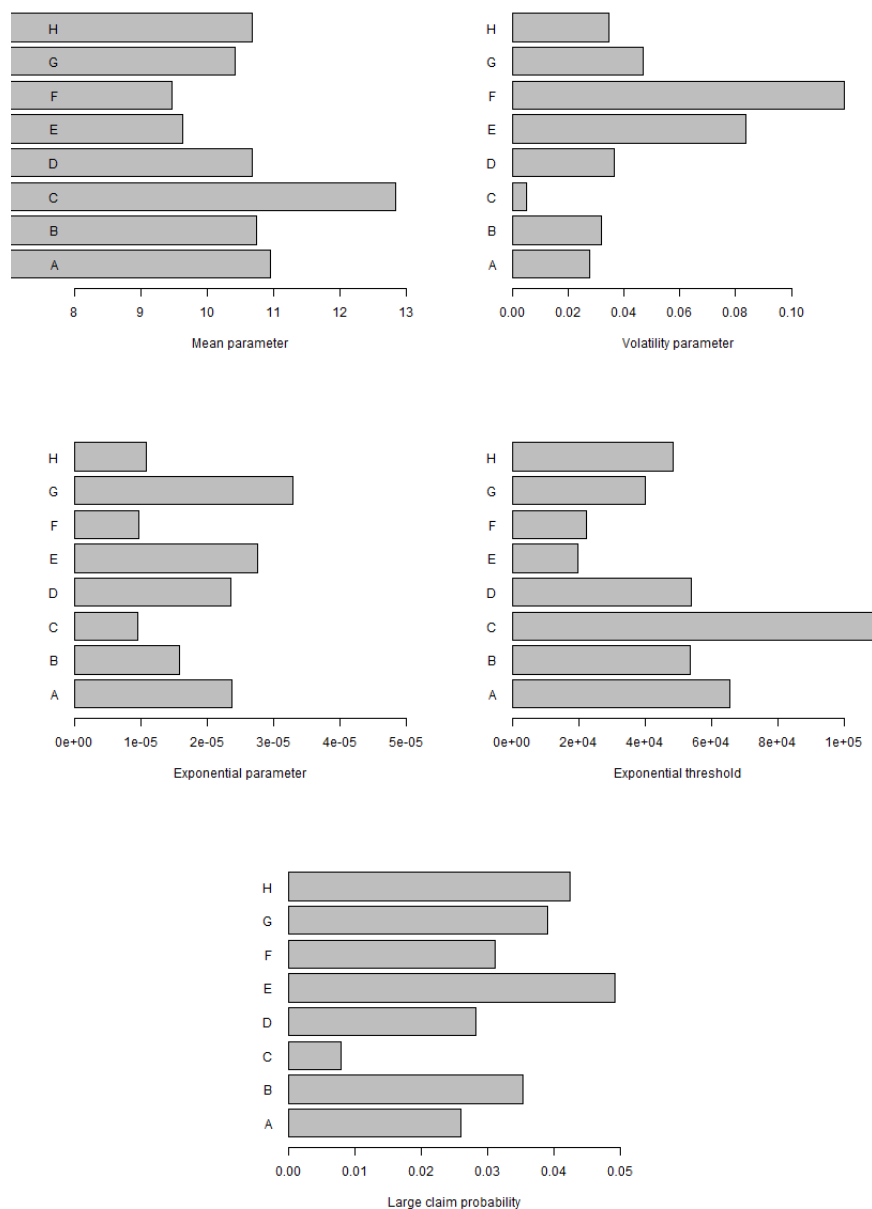 H
G
F
E
D
C
B
A
8 9 10 11 12 13
Mean parameter
H
G
F
E
D
C
B
A
0.00 0.02 0.04 0.06 0.08 0.10
Volatility parameter
H
G
F
E
D
C
B
A
0e+00 1e-05 2e-05 3e-05 4e-05 5e-05
Exponential parameter
H
G
F
E
D
C
B
A
0e+00 2e+04 4e+04 6e+04 8e+04 1e+05
Exponential threshold
H
G
F
E
D
C
B
A
0.00 0.01 0.02 0.03 0.04 0.05
Large claim probability